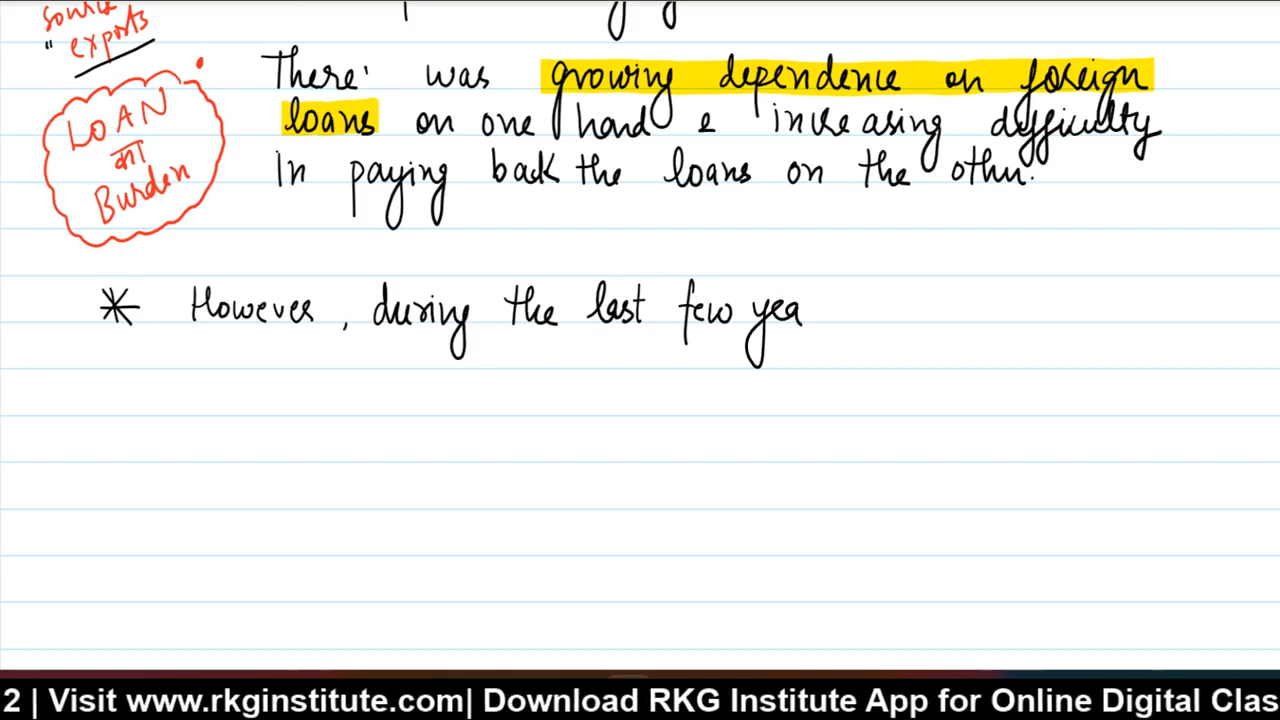 source
" exports
There was growing dependence on foreign
loans on one hand & increasing difficulty
In paying back the loans on the other.
LOAN
का
Burden
* However, during the last few yea
2 | Visit www.rkginstitute.com| Download RKG Institute App for Online Digital Clas